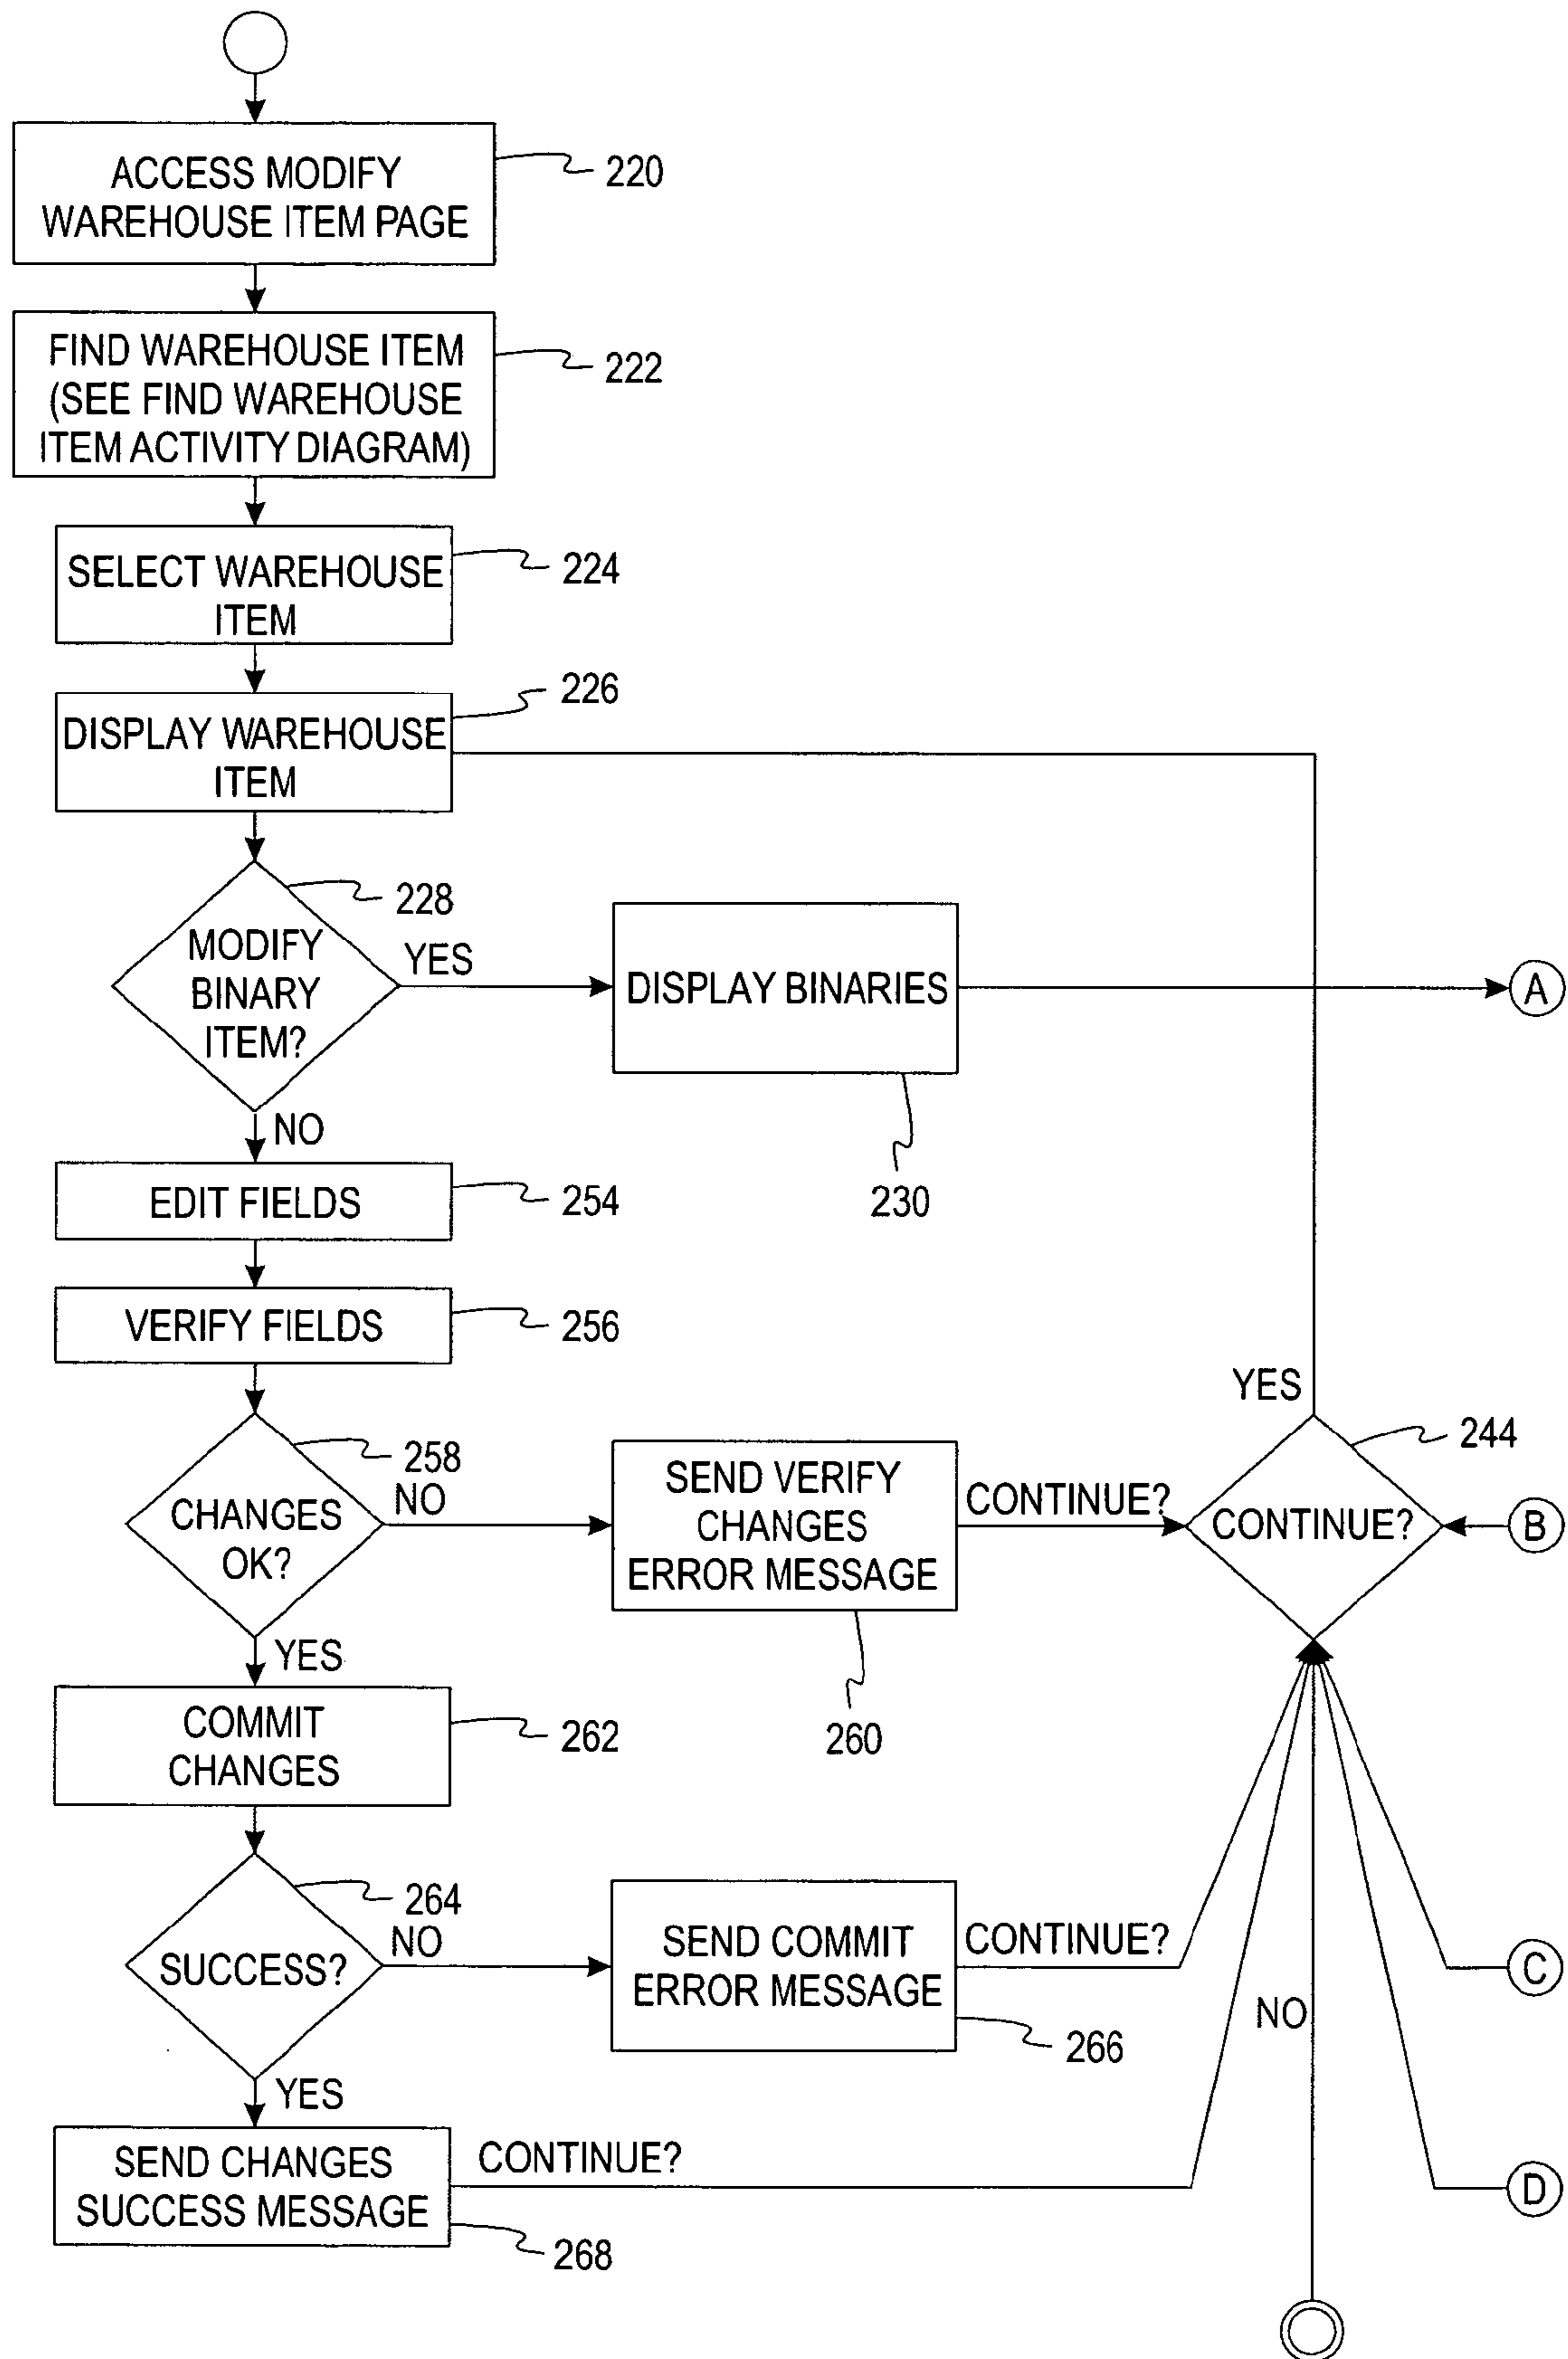 ACCESS MODIFY
WAREHOUSE ITEM PAGE
220
FIND WAREHOUSE ITEM
(SEE FIND WAREHOUSE
ITEM ACTIVITY DIAGRAM)
222
SELECT WAREHOUSE
ITEM
224
DISPLAY WAREHOUSE
ITEM
226
MODIFY
BINARY
ITEM?
228
YES
DISPLAY BINARIES
230
A
NO
EDIT FIELDS
254
VERIFY FIELDS
256
CHANGES
OK?
258
NO
SEND VERIFY
CHANGES
ERROR MESSAGE
260
CONTINUE?
YES
CONTINUE?
244
B
YES
COMMIT
CHANGES
262
SUCCESS?
264
NO
SEND COMMIT
ERROR MESSAGE
266
CONTINUE?
NO
C
YES
SEND CHANGES
SUCCESS MESSAGE
268
CONTINUE?
D